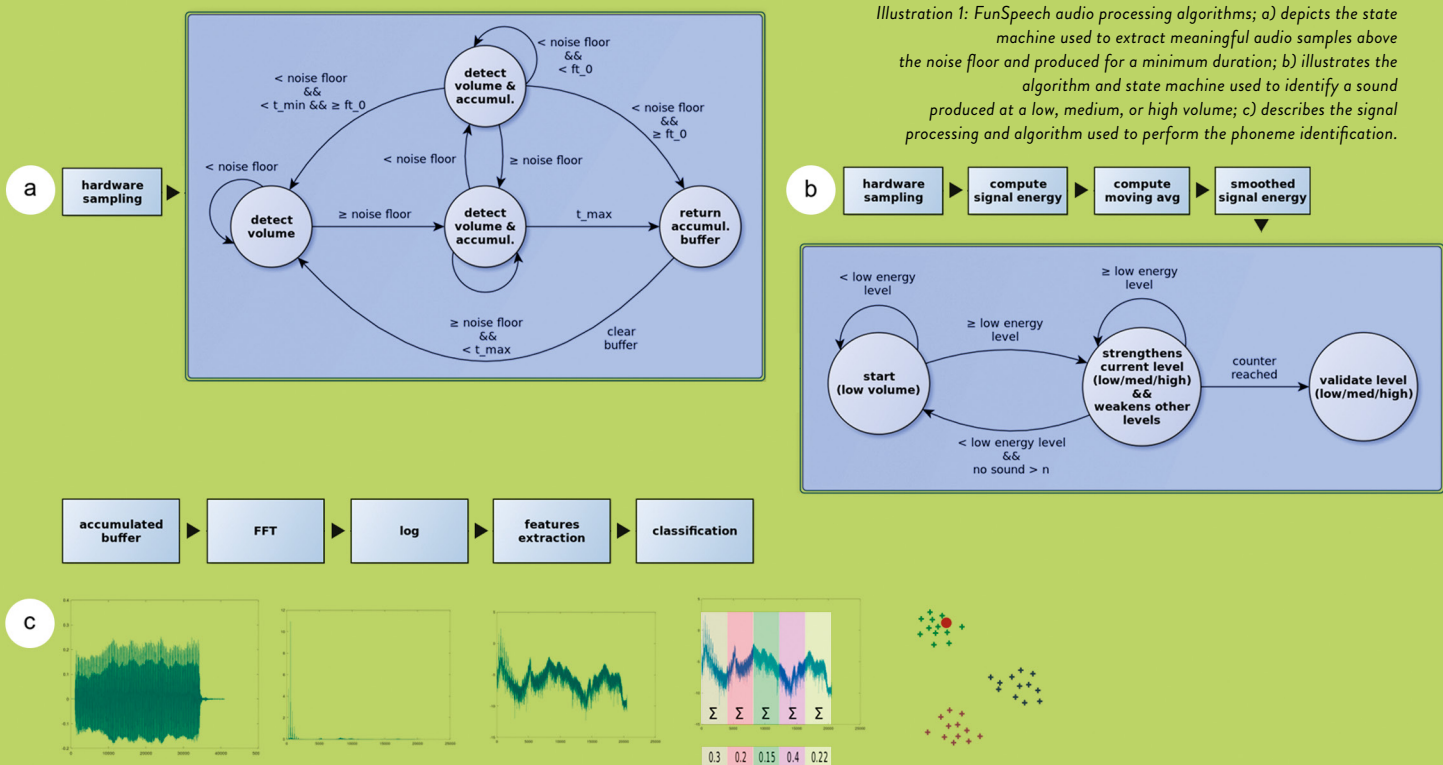 Illustration 1: FunSpeech audio processing algorithms; a) depicts the state
machine used to extract meaningful audio samples above
the noise floor and produced for a minimum duration; b) illustrates the
algorithm and state machine used to identify a sound
produced at a low, medium, or high volume; c) describes the signal
processing and algorithm used to perform the phoneme identification.
a
hardware
sampling
< noise floor
&&
< t_min && ≥ ft_0
detect
volume &
accumul.
< noise floor
&&
< ft_0
< noise floor
&&
≥ ft_0
< noise floor
≥ noise floor
< noise floor
detect
volume
≥ noise floor
detect
volume &
accumul.
t_max
return
accumul.
buffer
≥ noise floor
&&
< t_max
clear
buffer
b
hardware
sampling
compute
signal energy
compute
moving avg
smoothed
signal energy
< low energy
level
≥ low energy
level
≥ low energy
level
start
(low volume)
strengthens
current level
(low/med/high)
&&
weakens other
levels
counter
reached
validate level
(low/med/high)
< low energy level
&&
no sound > n
accumulated
buffer
FFT
log
features
extraction
classification
c
Σ Σ Σ Σ Σ
0.3 0.2 0.15 0.4 0.22